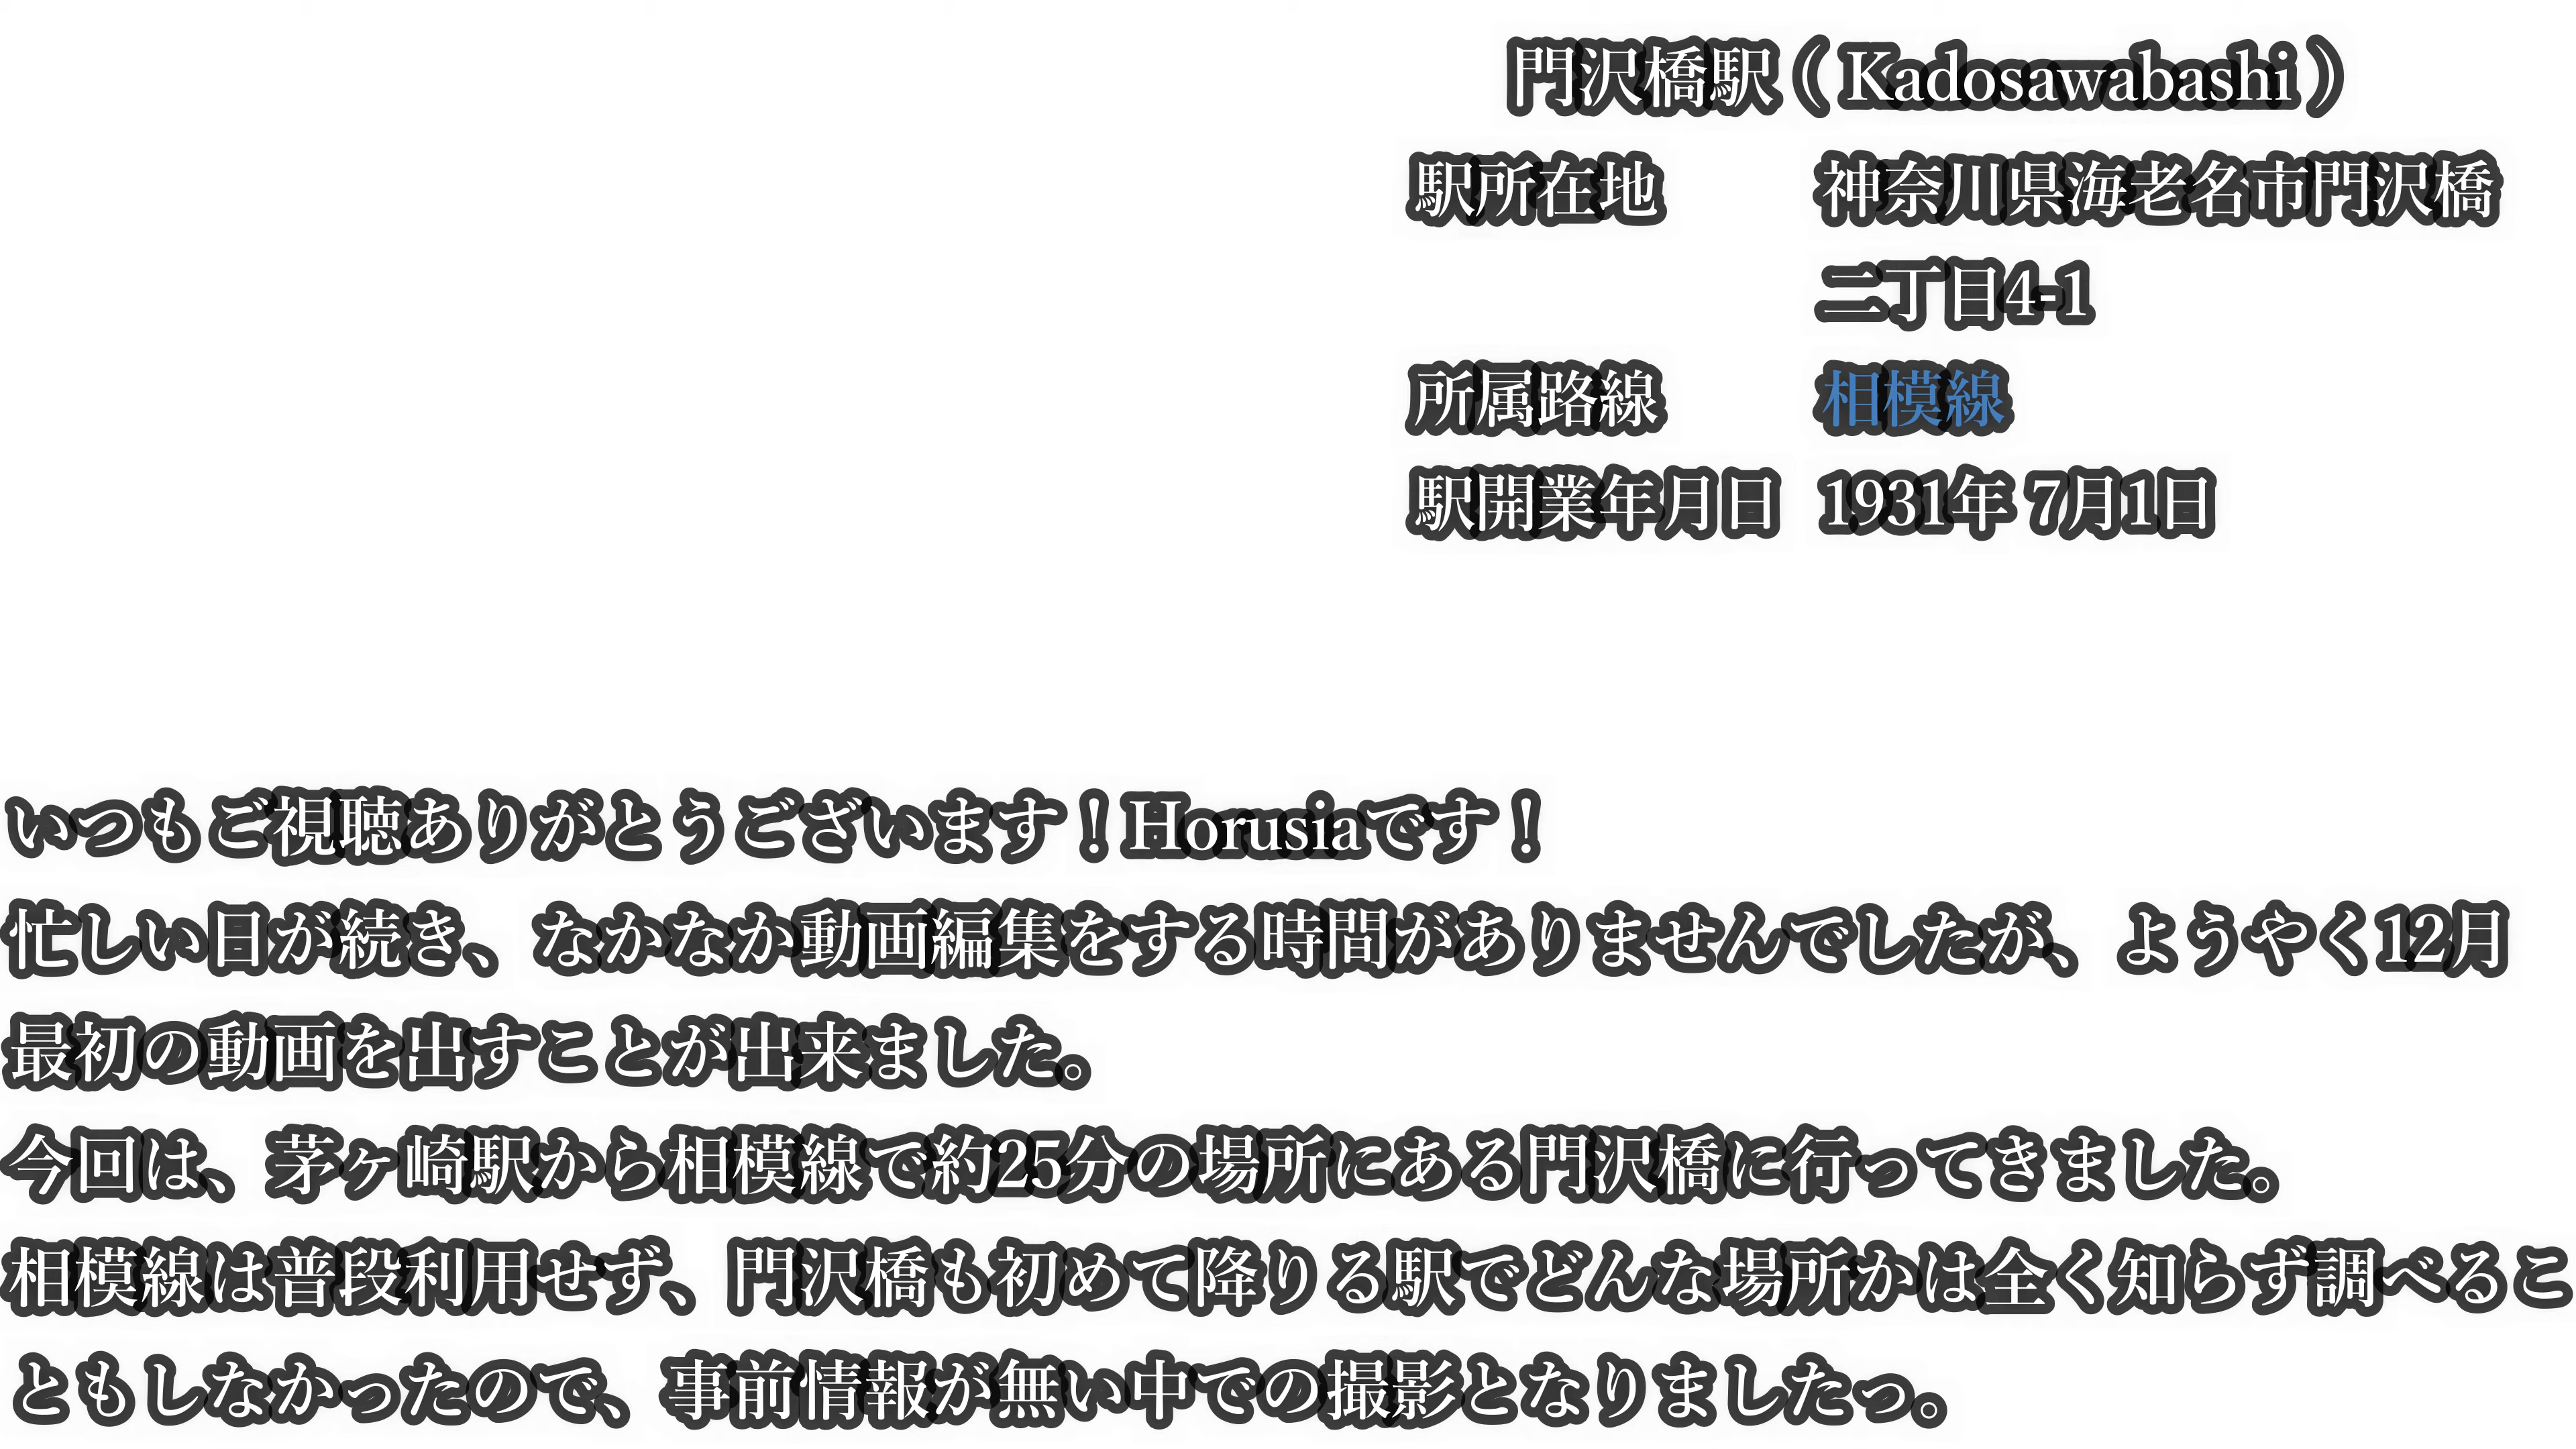 門沢橋駅（Kadosawabashi）
駅所在地 神奈川県海老名市門沢橋
二丁目4-1
所属路線 相模線
駅開業年月日 1931年 7月1日
いつもご視聴ありがとうございます！Horusiaです！
忙しい日が続き、なかなか動画編集をする時間がありませんでしたが、ようやく12月
最初の動画を出すことが出来ました。
今回は、茅ヶ崎駅から相模線で約25分の場所にある門沢橋に行ってきました。
相模線は普段利用せず、門沢橋も初めて降りる駅でどんな場所かは全く知らず調べるこ
ともしなかったので、事前情報が無い中での撮影となりましたっ。